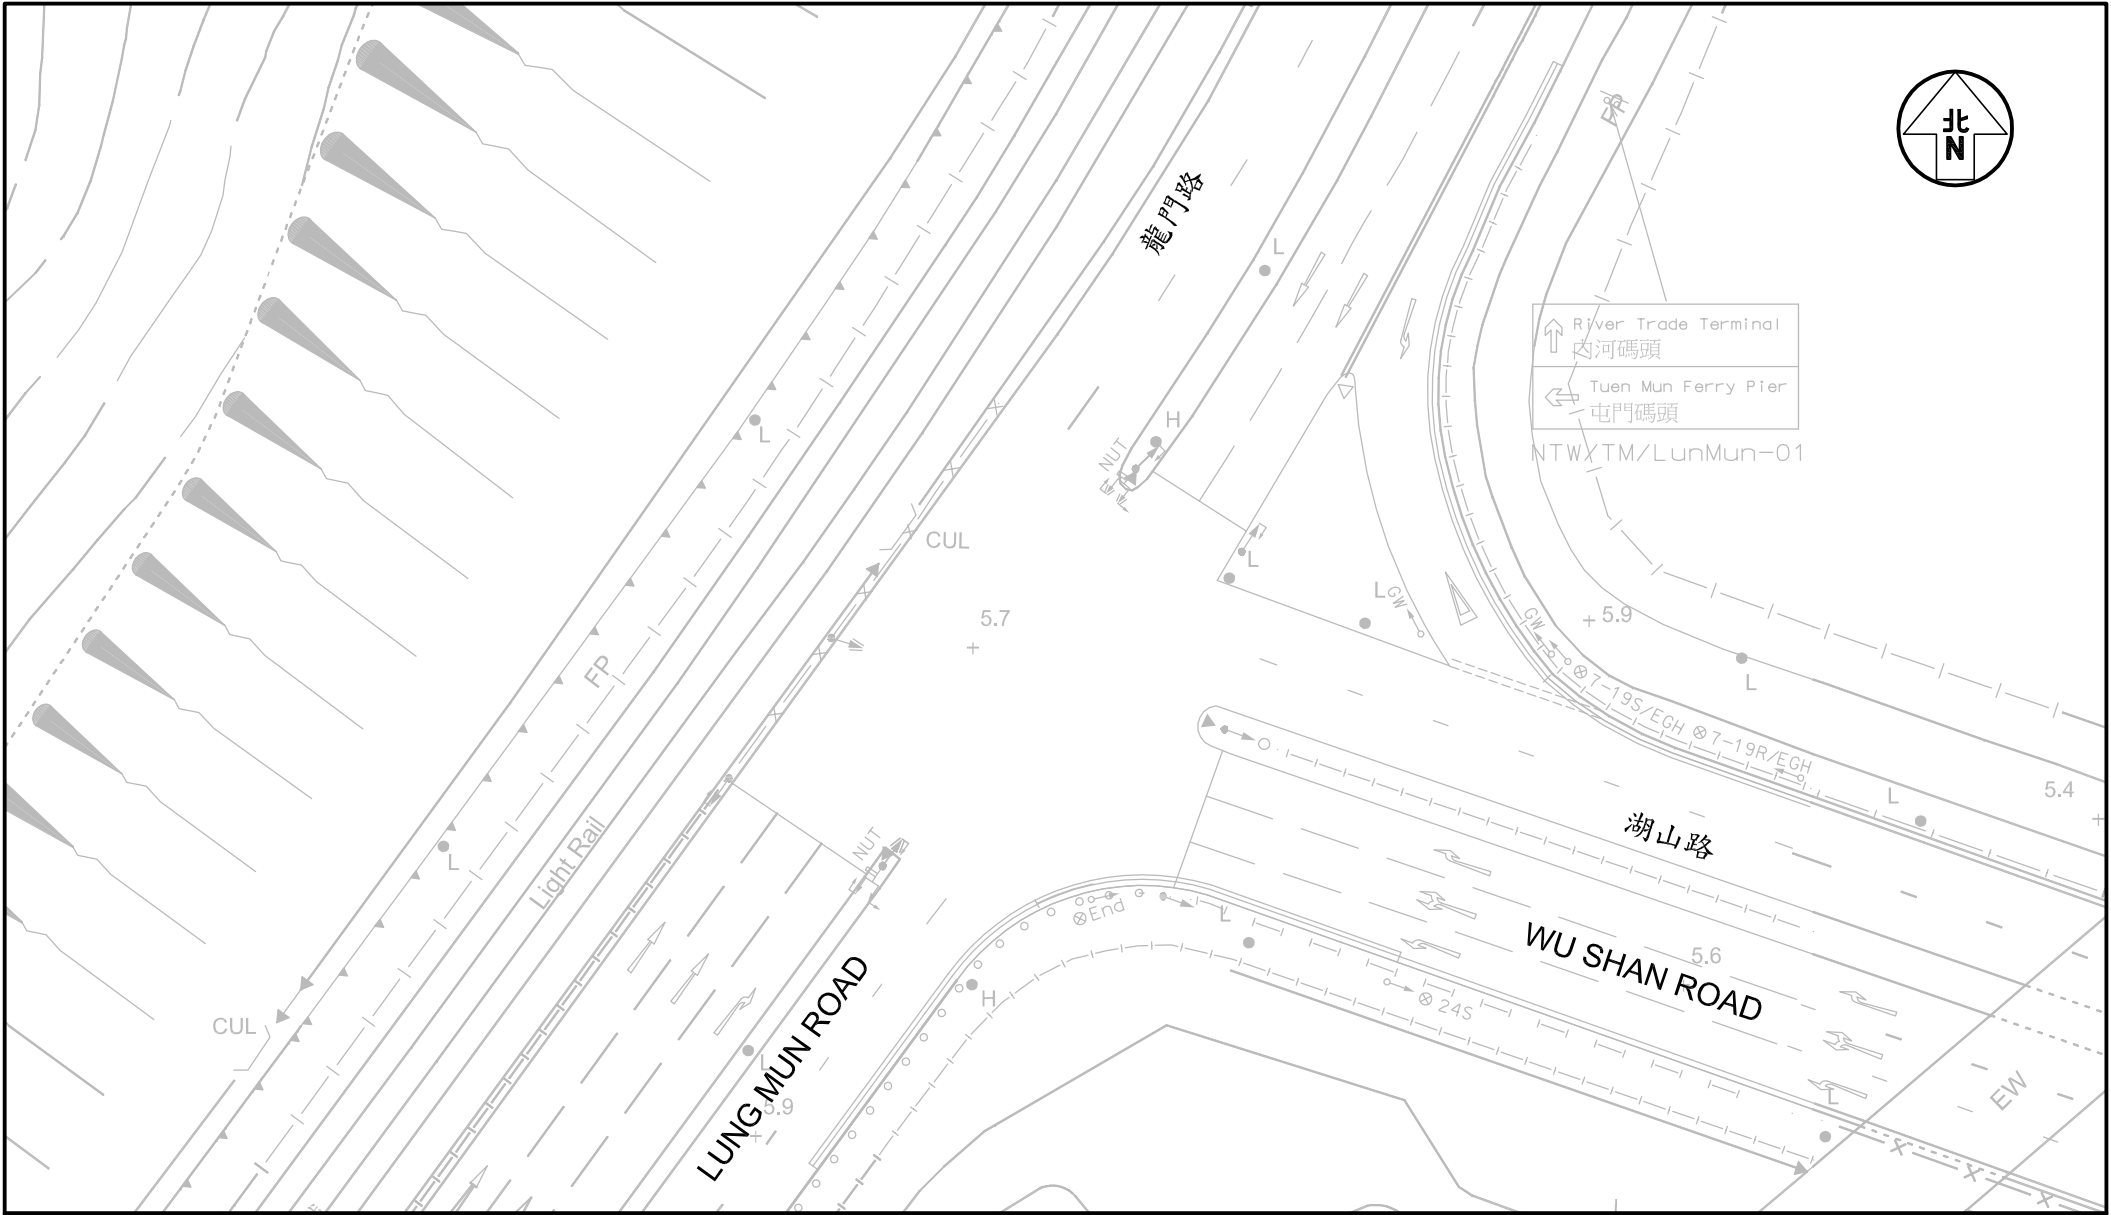 北
N
FP
龍門路
L
River Trade Terminal
內河碼頭
Tuen Mun Ferry Pier
屯門碼頭
NTW/TM/LunMun-01
H
NUT
L
CUL
L
L
GW
5.7
5.9
GW
FP
7-19S/EGH
7-19R/EGH
L
5.4
L
湖山路
NUT
Light Rail
L
End
L
WU SHAN ROAD
5.6
LUNG MUN ROAD
H
24S
CUL
L
5.9
EW
L